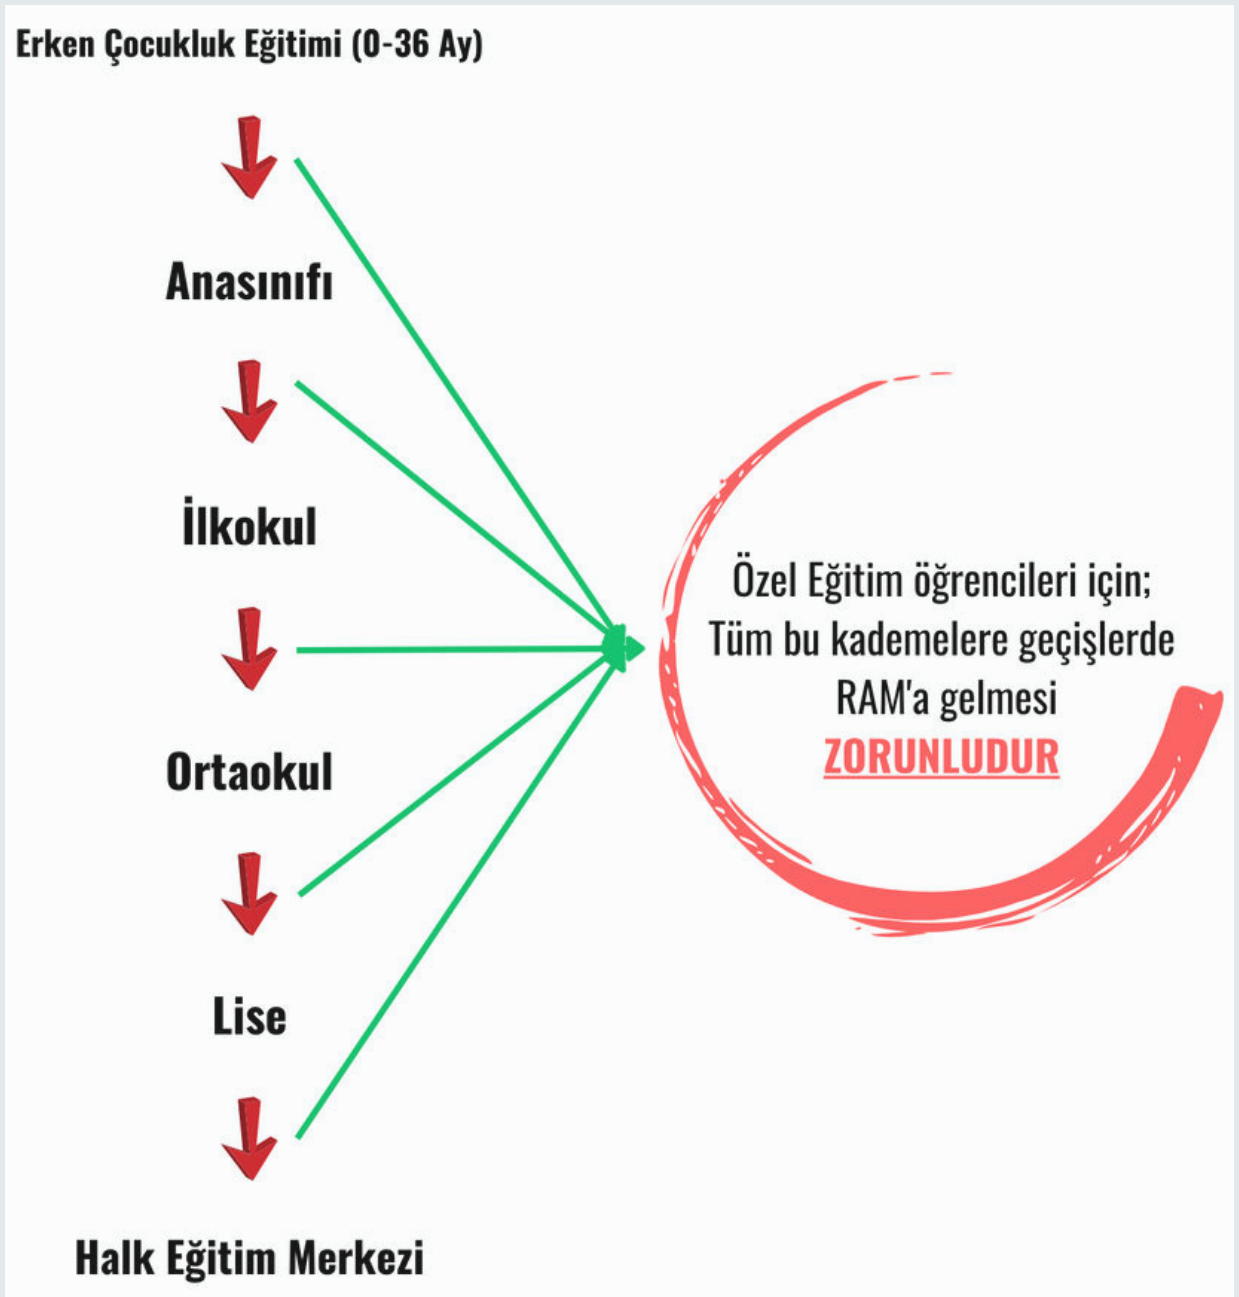 Erken Çocukluk Eğitimi (0-36 Ay)
Anasınıfı
İlkokul
Ortaokul
Lise
Halk Eğitim Merkezi
Özel Eğitim öğrencileri için;
Tüm bu kademelere geçişlerde
RAM'a gelmesi
ZORUNLUDUR